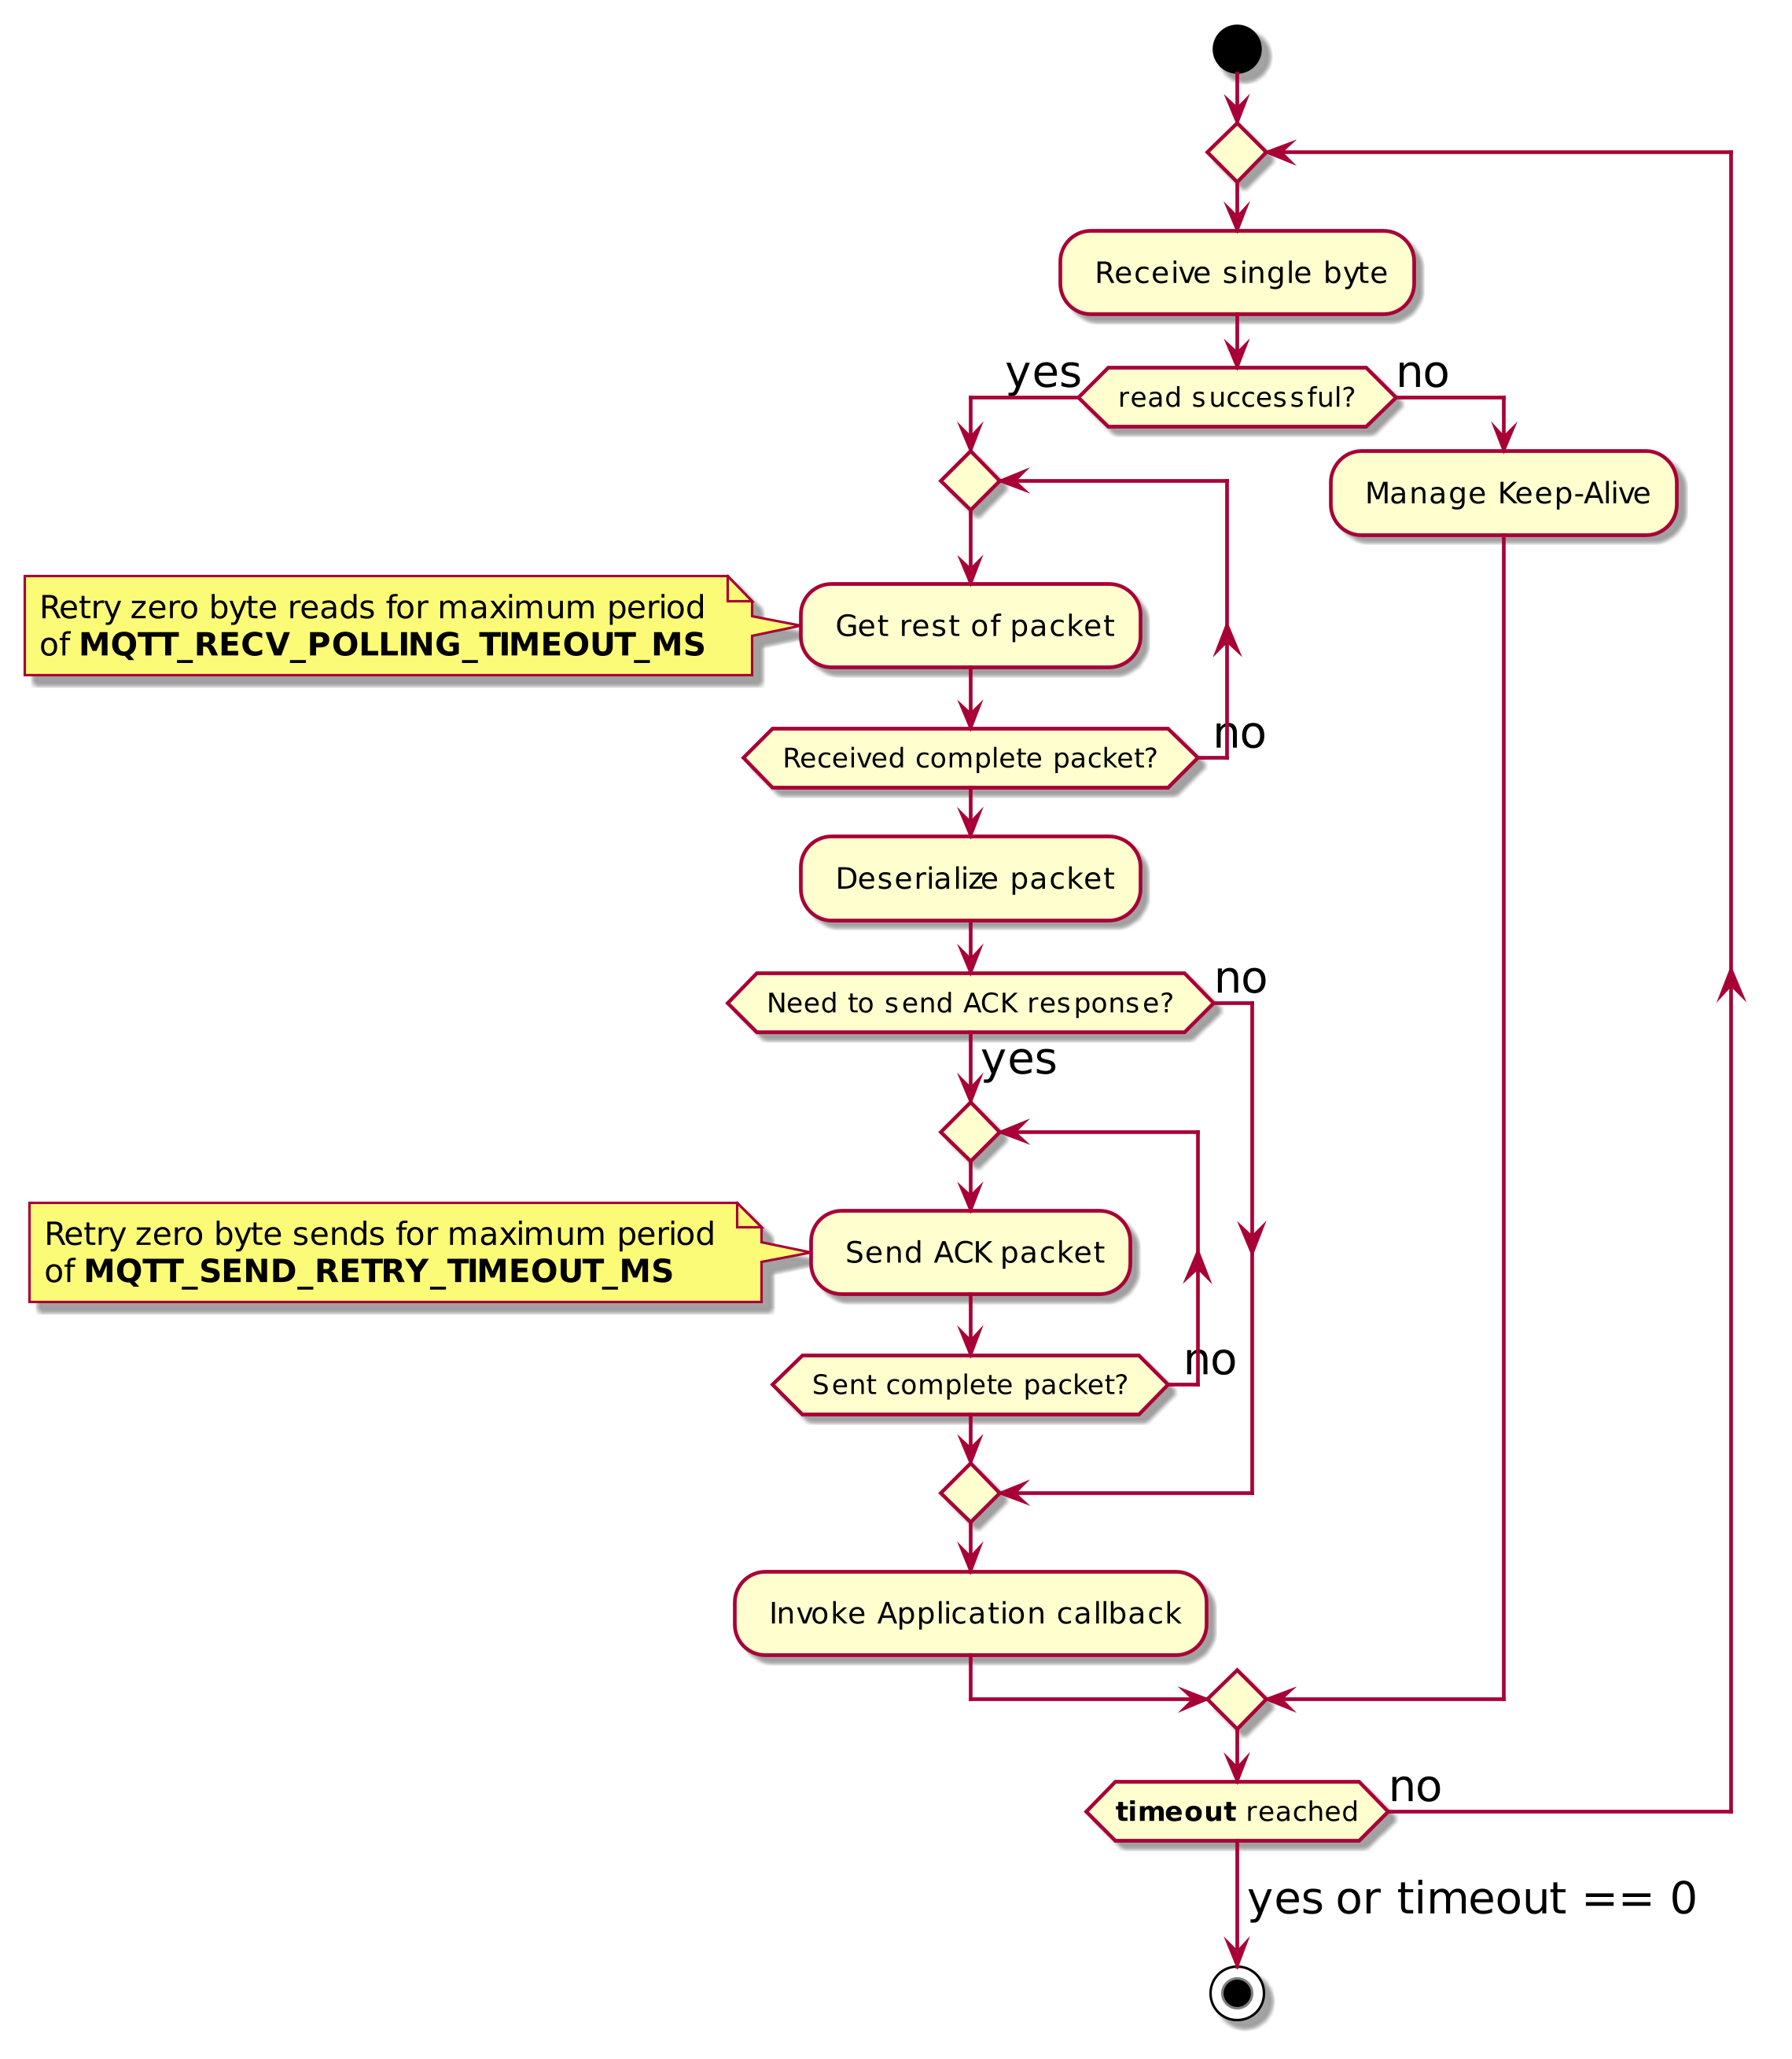 Receive single byte
yes
read successful?
no
Manage Keep-Alive
Retry zero byte reads for maximum period
of MQTT_RECV_POLLING_TIMEOUT_MS
Get rest of packet
no
Received complete packet?
Deserialize packet
no
Need to send ACK response?
yes
Retry zero byte sends for maximum period
of MQTT_SEND_RETRY_TIMEOUT_MS
Send ACK packet
no
Sent complete packet?
Invoke Application callback
no
timeout reached
yes or timeout == 0